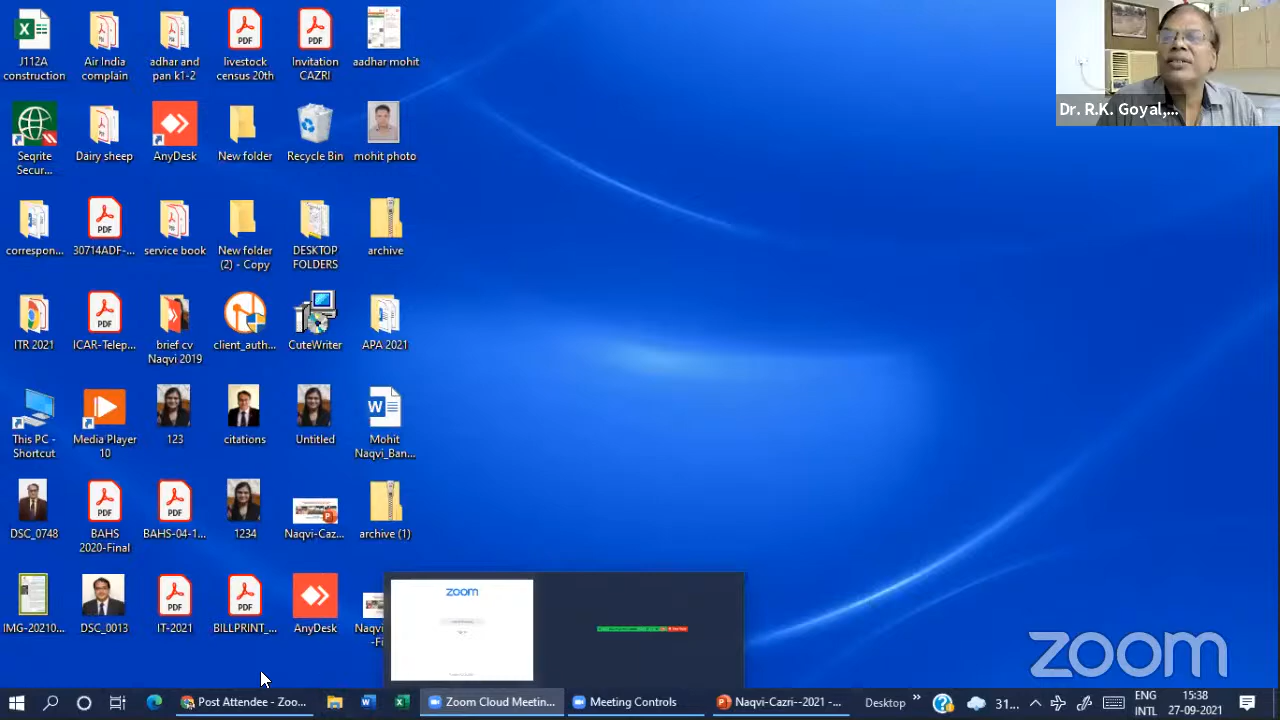 J112A
construction
Air India
complain
adhar and
pan k1-2
livestock
census 20th
Invitation
CAZRI
aadhar mohit
Dr. R.K. Goyal,...
Seqrite
Secur...
Dairy sheep
AnyDesk
New folder
Recycle Bin
mohit photo
correspon...
30714ADF-...
service book
New folder
(2) - Copy
DESKTOP
FOLDERS
archive
ITR 2021
ICAR-Telep...
brief cv
Naqvi 2019
client_auth...
CuteWriter
APA 2021
This PC -
Shortcut
Media Player
10
123
citations
Untitled
Mohit
Naqvi_Ban...
DSC_0748
BAHS
2020-Final
BAHS-04-1...
1234
Naqvi-Caz...
archive (1)
IMG-20210...
DSC_0013
IT-2021
BILLPRINT_...
AnyDesk
Naqvi
-Fi
zoom
zoom
Post Attendee - Zoo...
Zoom Cloud Meetin...
Meeting Controls
Naqvi-Cazri--2021 -...
Desktop
»
31...
ENG
INTL
15:38
27-09-2021